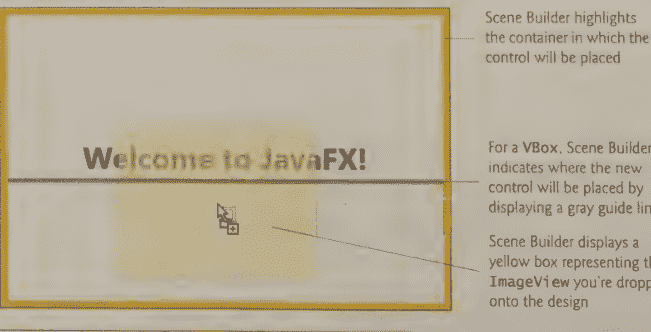 Scene Builder highlights
the container in which the
control will be placed
Welcome to JavaFX!
For a VBox, Scene Builder
indicates where the new
control will be placed by
displaying a gray guide lin
Scene Builder displays a
yellow box representing th
ImageView you're dropp
onto the design